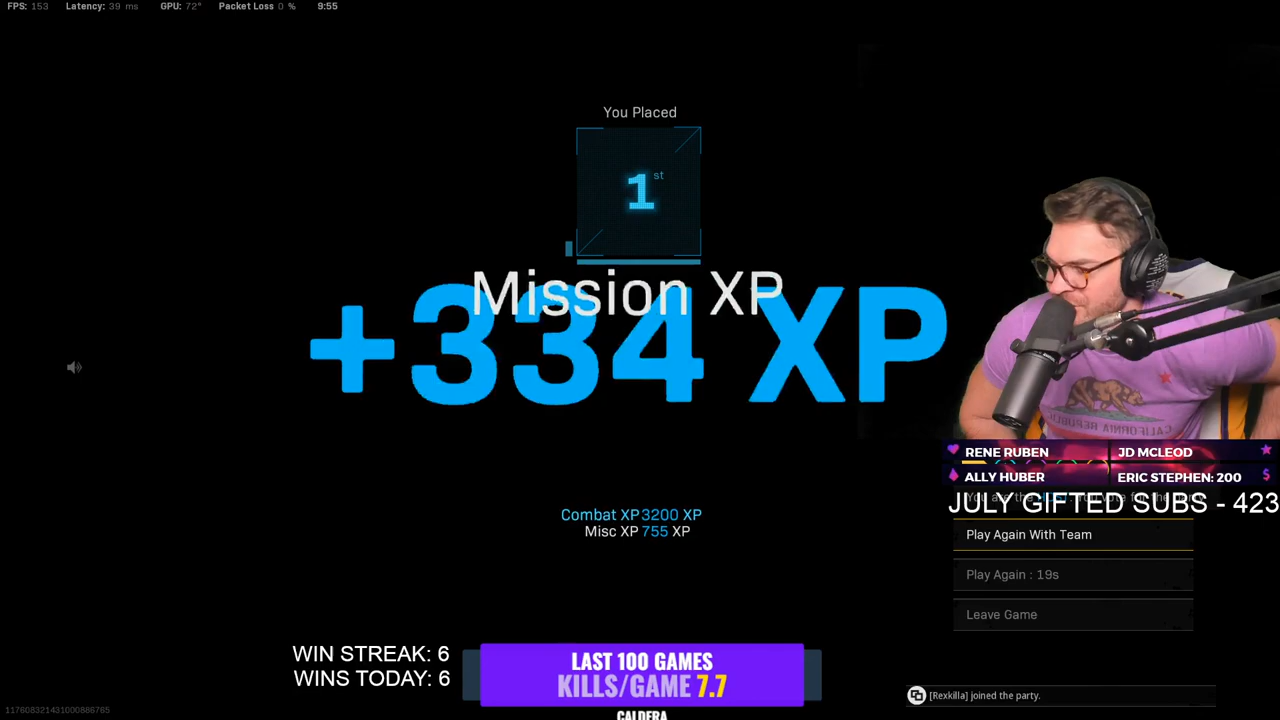 FPS: 153 Latency: 39 ms GPU: 72° Packet Loss 0 % 9:55
You Placed
1st
Mission XP
+334 XP
CALIFORNIA REPUBLIC
RENE RUBEN JD MCLEOD
ALLY HUBER ERIC STEPHEN: 200 $
JULY GIFTED SUBS - 423
Combat XP 3200 XP
Misc XP 755 XP
Play Again With Team
Play Again : 19s
Leave Game
WIN STREAK: 6
WINS TODAY: 6
LAST 100 GAMES
KILLS/GAME 7.7
CALDERA
[Rexkilla] joined the party.
117608321431000886765